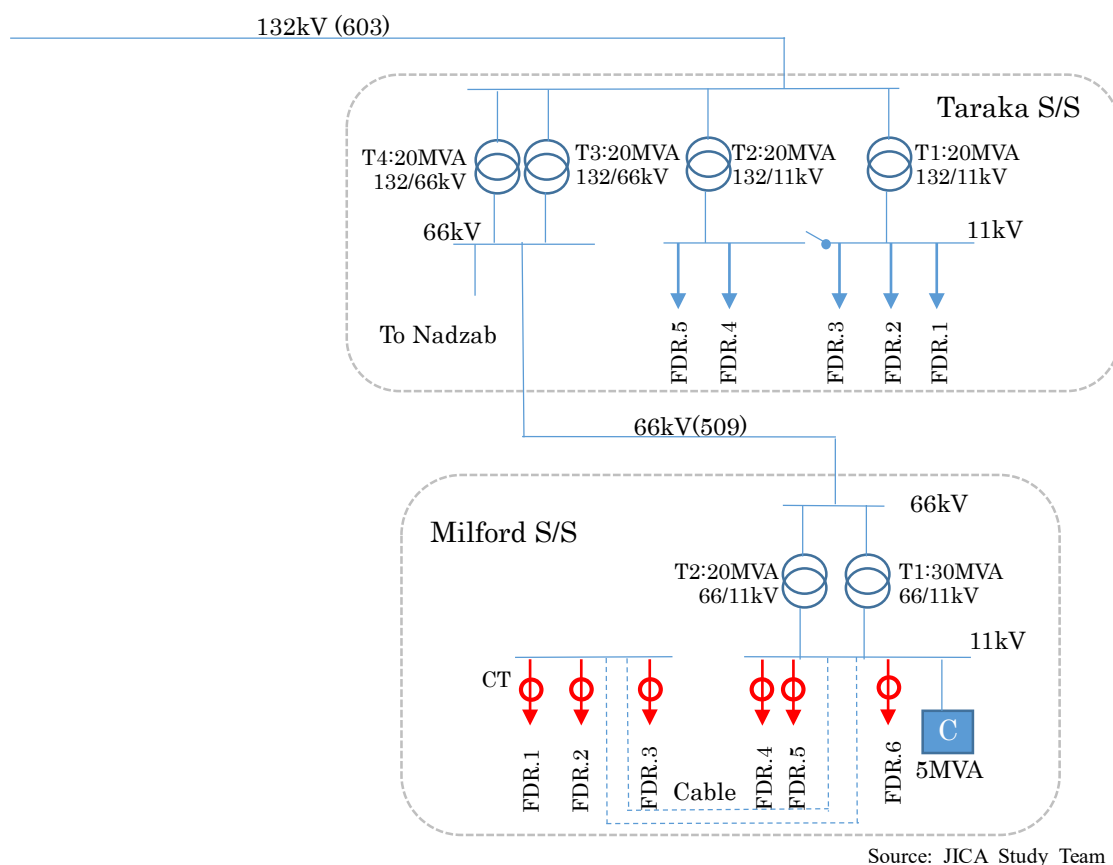 132kV (603)
Taraka S/S
T4:20MVA
132/66kV
T3:20MVA
132/66kV
T2:20MVA
132/11kV
T1:20MVA
132/11kV
66kV
11kV
To Nadzab
FDR.5
FDR.4
FDR.3
FDR.2
FDR.1
66kV(509)
Milford S/S
66kV
T2:20MVA
66/11kV
T1:30MVA
66/11kV
11kV
CT
C
5MVA
FDR.1
FDR.2
FDR.3
Cable
FDR.4
FDR.5
FDR.6
Source: JICA Study Team